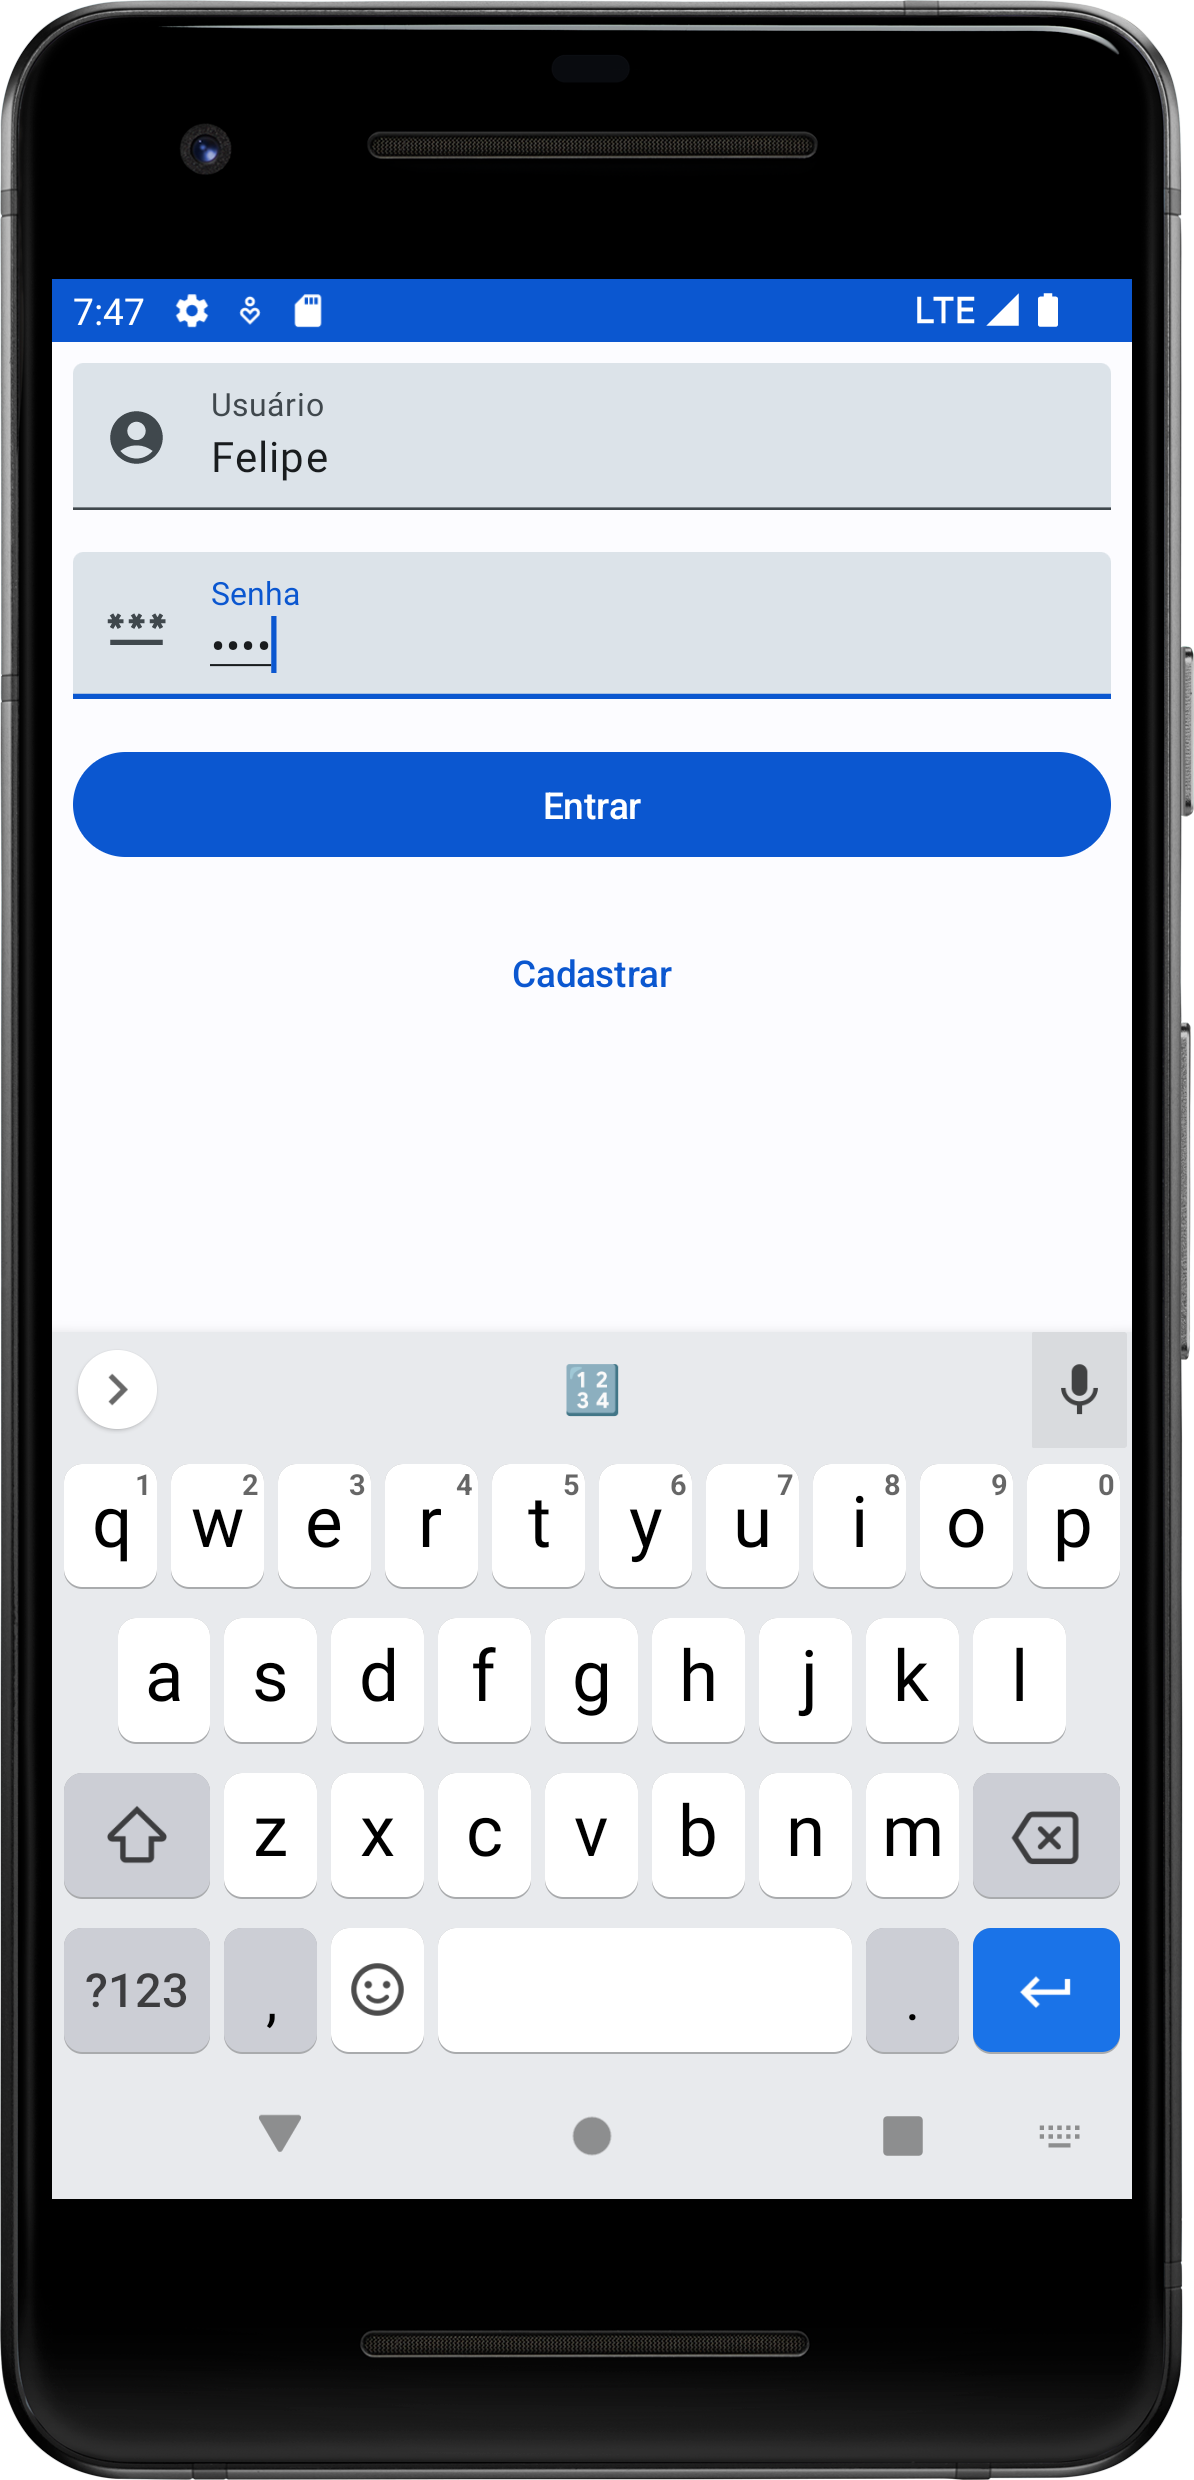 7:47 LTE
Usuário
Felipe
***
Senha
••••
Entrar
Cadastrar
1 2
3 4
1 2 3 4 5 6 7 8 9 0
q w e r t y u i o p
a s d f g h j k l
z x c v b n m
?123 , .